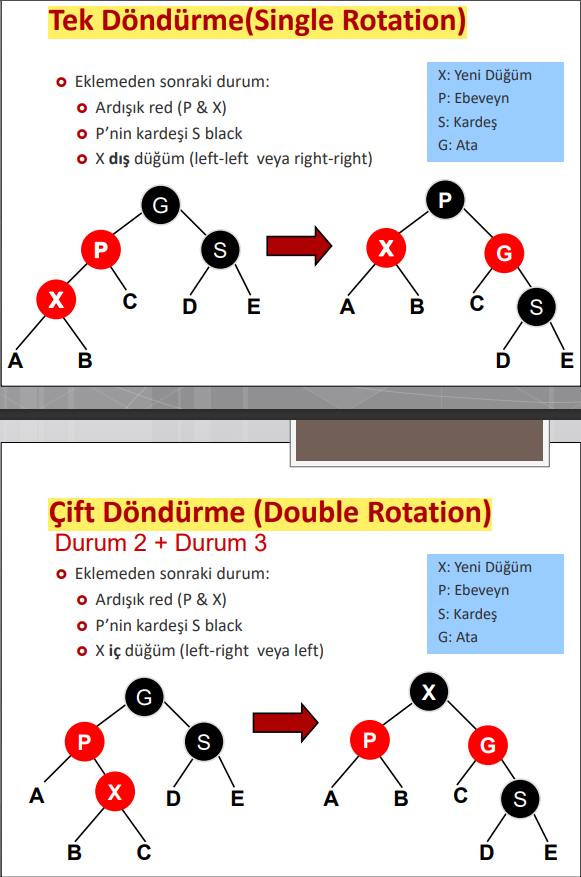 Tek Döndürme(Single Rotation)
Eklemeden sonraki durum:
Ardışık red (P & X)
P'nin kardeşi S black
X dış düğüm (left-left veya right-right)
X: Yeni Düğüm
P: Ebeveyn
S: Kardeş
G: Ata
G
P
S
X
C
D
E
A
B
P
X
G
A
B
C
S
D
E
Çift Döndürme (Double Rotation)
Durum 2 + Durum 3
Eklemeden sonraki durum:
Ardışık red (P & X)
P'nin kardeşi S black
X iç düğüm (left-right veya left)
X: Yeni Düğüm
P: Ebeveyn
S: Kardeş
G: Ata
G
P
S
A
X
D
E
B
C
X
P
G
A
B
C
S
D
E